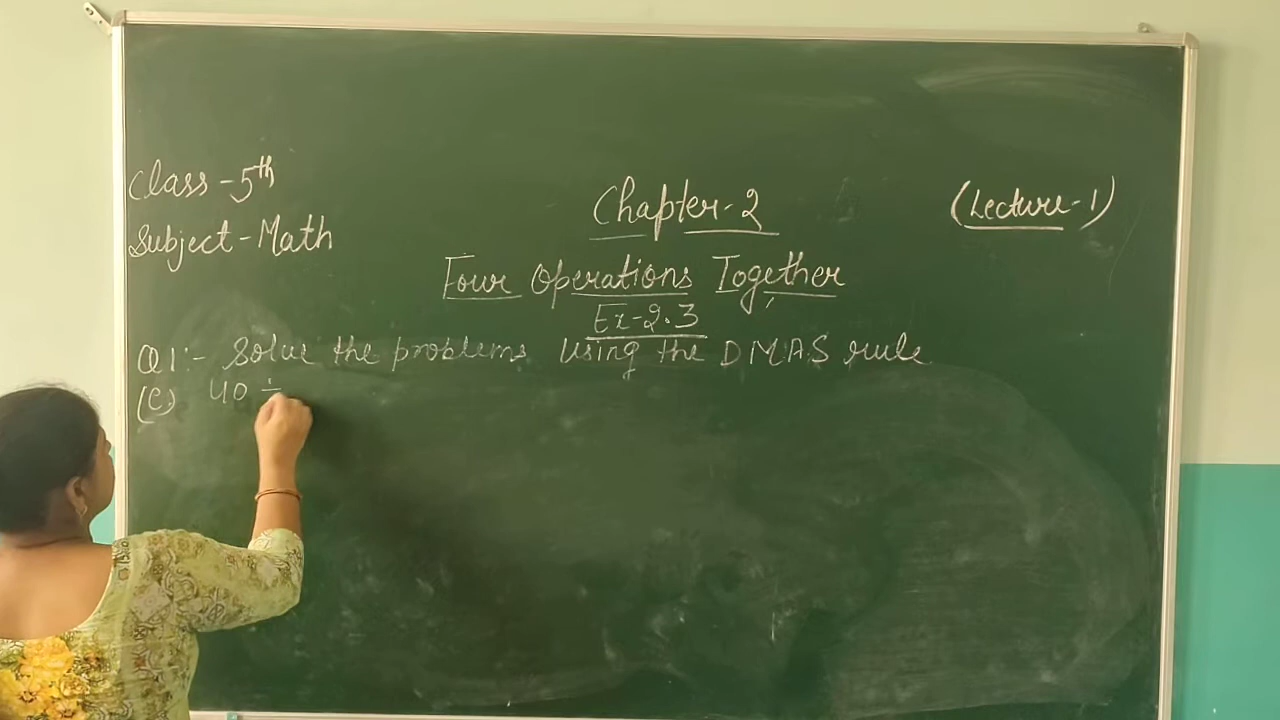 Class - 5th
Subject - Math
Chapter - 2
(Lecture - 1)
Four Operations Together
Ex-2.3
Q1:- Solve the problems using the DMAS rule
(C) 40 ÷